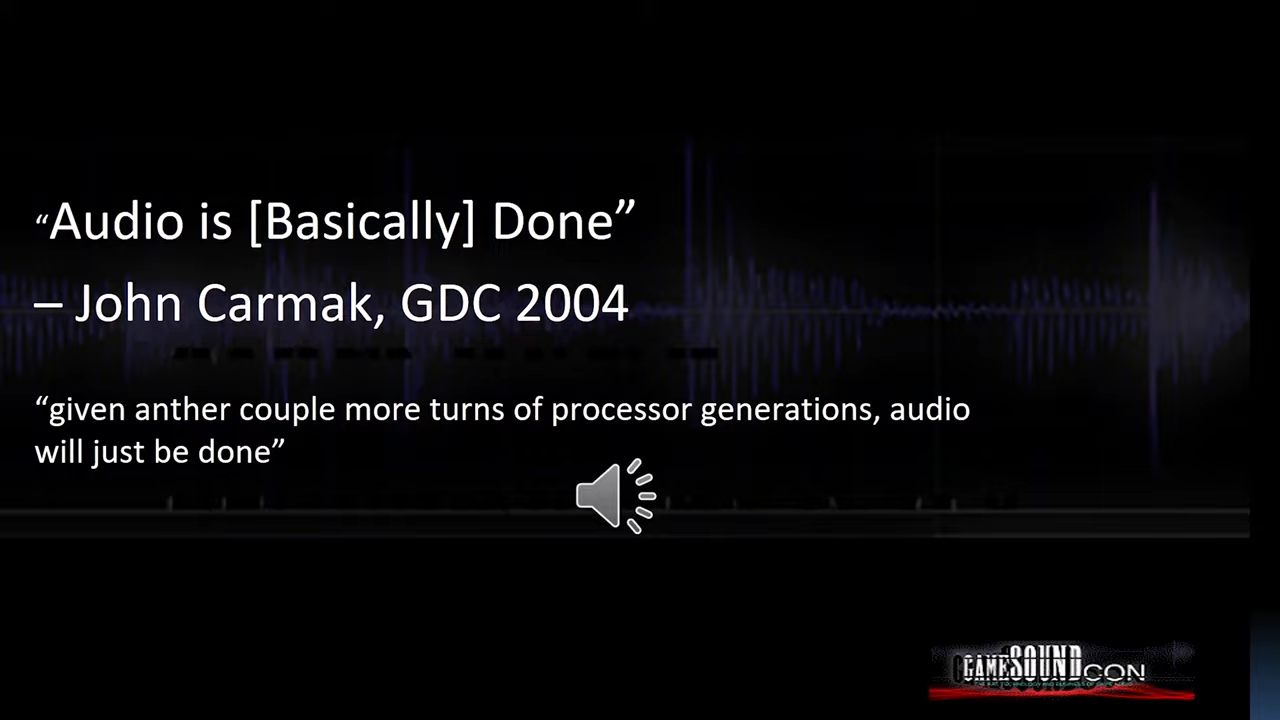 “Audio is [Basically] Done”
– John Carmak, GDC 2004
“given anther couple more turns of processor generations, audio
will just be done”
GAMESOUNDCON